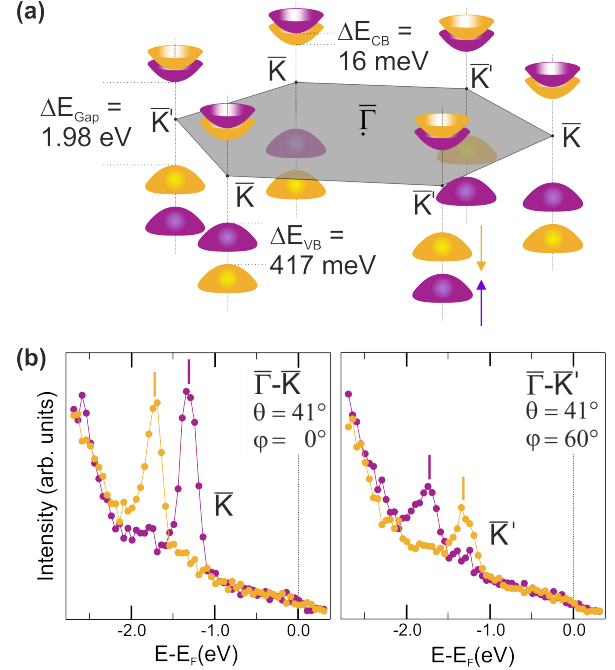 (a)
ΔE_CB =
16 meV
K̅
K̅'
ΔE_Gap =
1.98 eV
K̅'
Γ̅
K̅
K̅
K̅'
ΔE_VB =
417 meV
(b)
Γ̅-K̅
θ = 41°
φ = 0°
K̅
Γ̅-K̅'
θ = 41°
φ = 60°
K̅'
Intensity (arb. units)
-2.0 -1.0 0.0
-2.0 -1.0 0.0
E-E_F(eV)
E-E_F(eV)